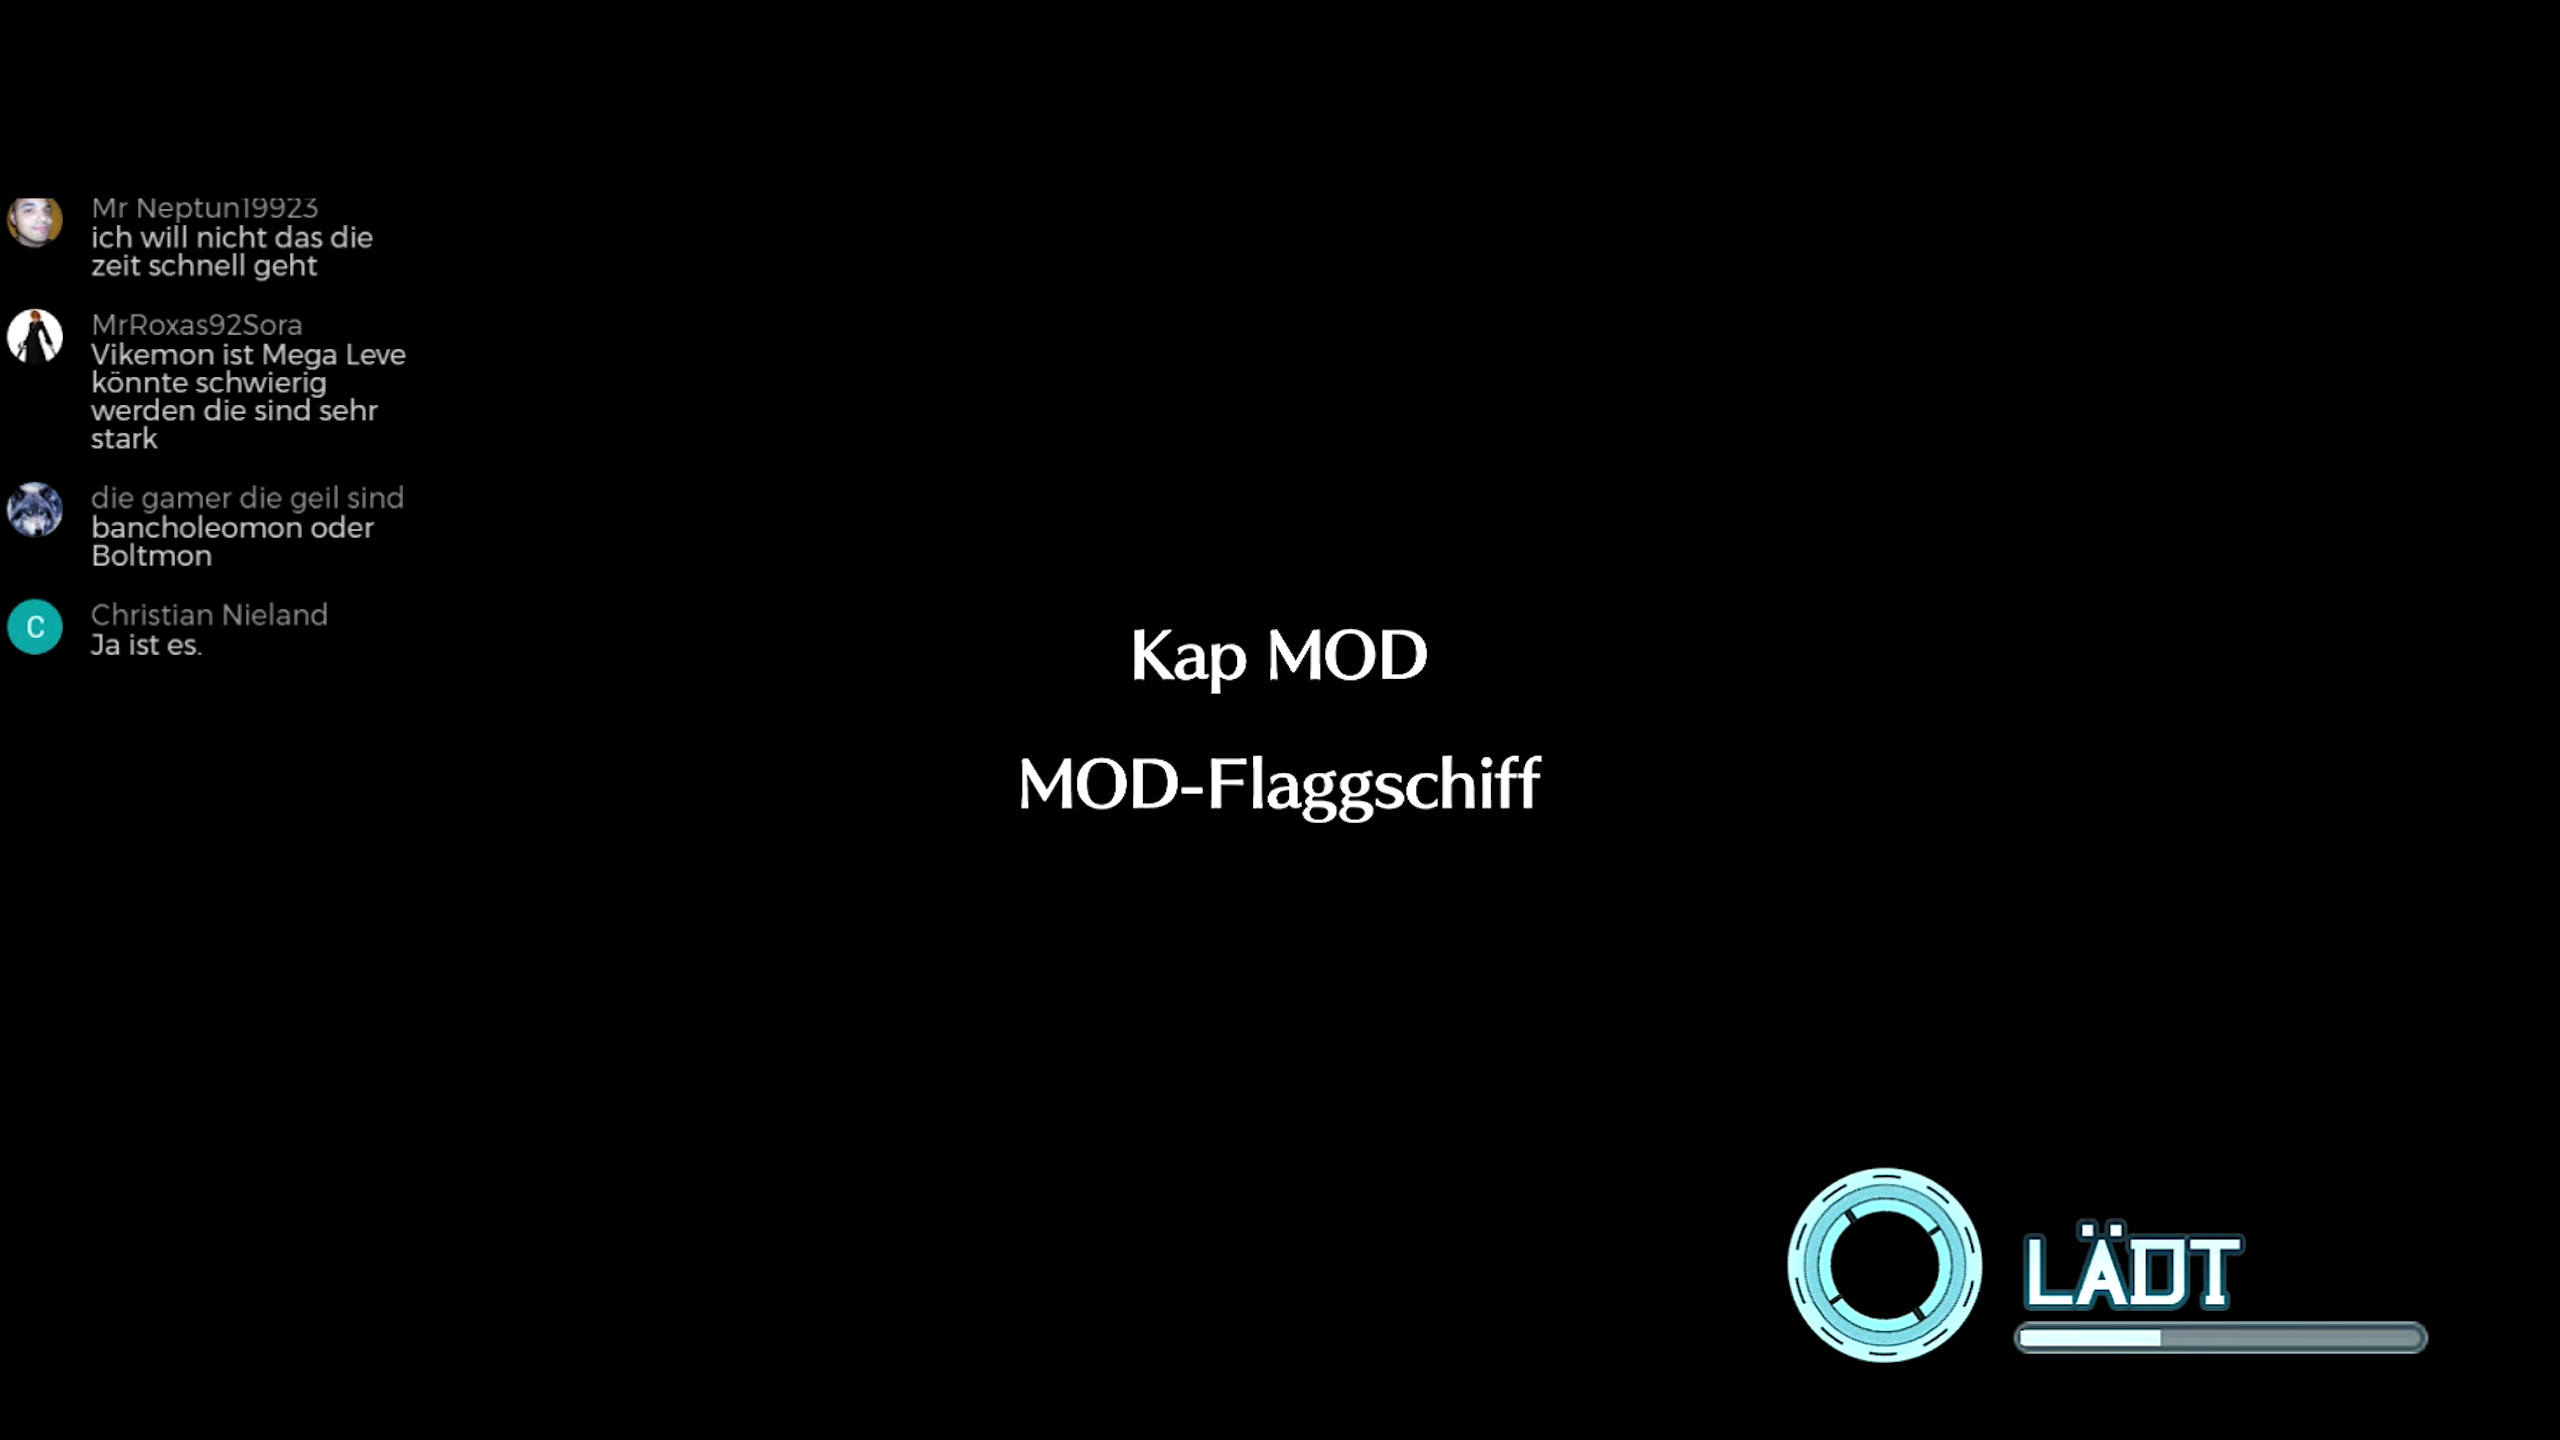 Mr Neptun19923
ich will nicht das die
zeit schnell geht
MrRoxas92Sora
Vikemon ist Mega Leve
könnte schwierig
werden die sind sehr
stark
die gamer die geil sind
bancholeomon oder
Boltmon
C
Christian Nieland
Ja ist es.
Kap MOD
MOD-Flaggschiff
LÄDT